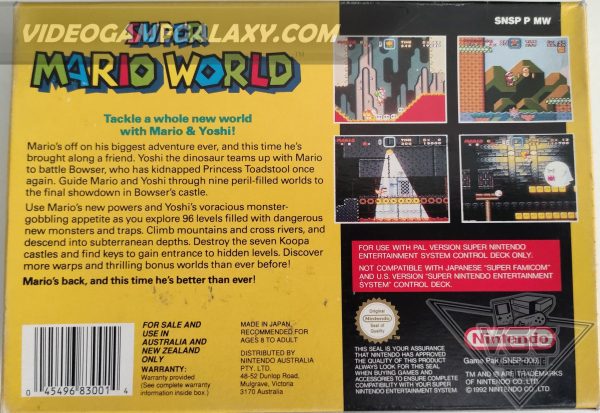 VIDEOGAMERGALAXY.COM
SNSP P MW
SUPER
MARIO WORLD
TM
Tackle a whole new world
with Mario & Yoshi!
Mario's off on his biggest adventure ever, and this time he's
brought along a friend. Yoshi the dinosaur teams up with Mario
to battle Bowser, who has kidnapped Princess Toadstool once
again. Guide Mario and Yoshi through nine peril-filled worlds to
the final showdown in Bowser's castle.
Use Mario's new powers and Yoshi's voracious monster-
gobbling appetite as you explore 96 levels filled with dangerous
new monsters and traps. Climb mountains and cross rivers, and
descend into subterranean depths. Destroy the seven Koopa
castles and find keys to gain entrance to hidden levels. Discover
more warps and thrilling bonus worlds than ever before!
Mario's back, and this time he's better than ever!
FOR USE WITH PAL VERSION SUPER NINTENDO
ENTERTAINMENT SYSTEM CONTROL DECK ONLY.
NOT COMPATIBLE WITH JAPANESE "SUPER FAMICOM"
AND U.S. VERSION "SUPER NINTENDO ENTERTAINMENT
SYSTEM" CONTROL DECK.
0 45496 83001 4
FOR SALE AND
USE IN
AUSTRALIA AND
NEW ZEALAND
ONLY
WARRANTY:
Warranty provided
(See complete warranty
information inside box.)
MADE IN JAPAN.
RECOMMENDED FOR
AGES 8 TO ADULT
DISTRIBUTED BY
NINTENDO AUSTRALIA
PTY. LTD.
48-52 Dunlop Road,
Mulgrave, Victoria
3170 Australia
Original
Nintendo
Seal of
Quality
THIS SEAL IS YOUR ASSURANCE
THAT NINTENDO HAS APPROVED
THE QUALITY OF THIS PRODUCT
ALWAYS LOOK FOR THIS SEAL
WHEN BUYING GAMES AND
ACCESSORIES TO ENSURE COMPLETE
COMPATIBILITY WITH YOUR SUPER
NINTENDO ENTERTAINMENT SYSTEM
Nintendo
Game Pak (SNSP-006)
TM AND ® ARE TRADEMARKS
OF NINTENDO CO., LTD.
©1992 NINTENDO CO., LTD.